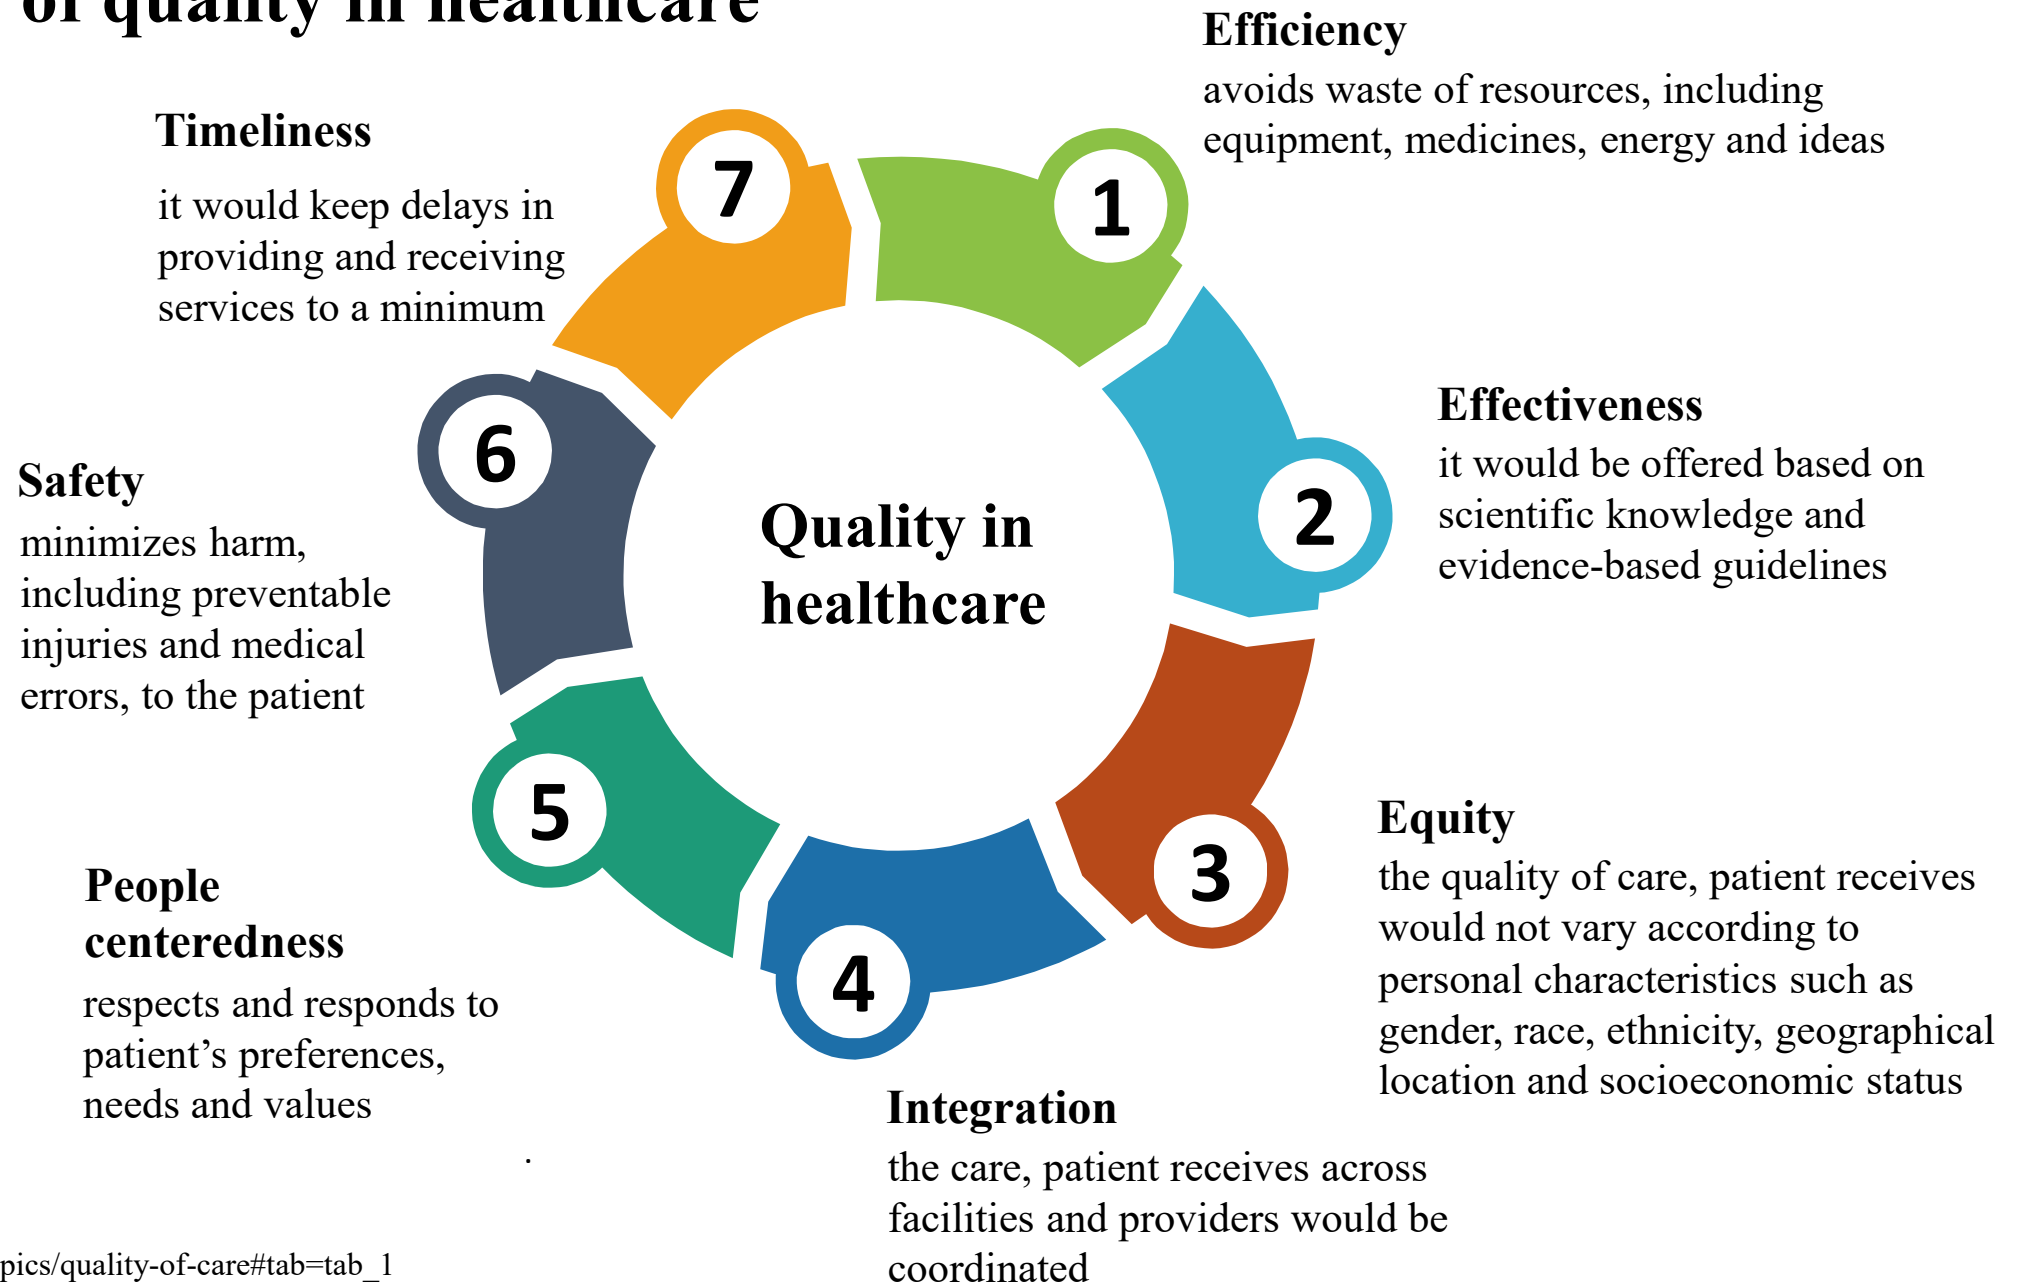 of quality in healthcare
Efficiency
avoids waste of resources, including
equipment, medicines, energy and ideas
Timeliness
it would keep delays in
providing and receiving
services to a minimum
7
1
Effectiveness
it would be offered based on
scientific knowledge and
evidence-based guidelines
6
2
Safety
minimizes harm,
including preventable
injuries and medical
errors, to the patient
Quality in
healthcare
5
3
Equity
the quality of care, patient receives
would not vary according to
personal characteristics such as
gender, race, ethnicity, geographical
location and socioeconomic status
People
centeredness
respects and responds to
patient’s preferences,
needs and values
.
4
Integration
the care, patient receives across
facilities and providers would be
coordinated
pics/quality-of-care#tab=tab_1